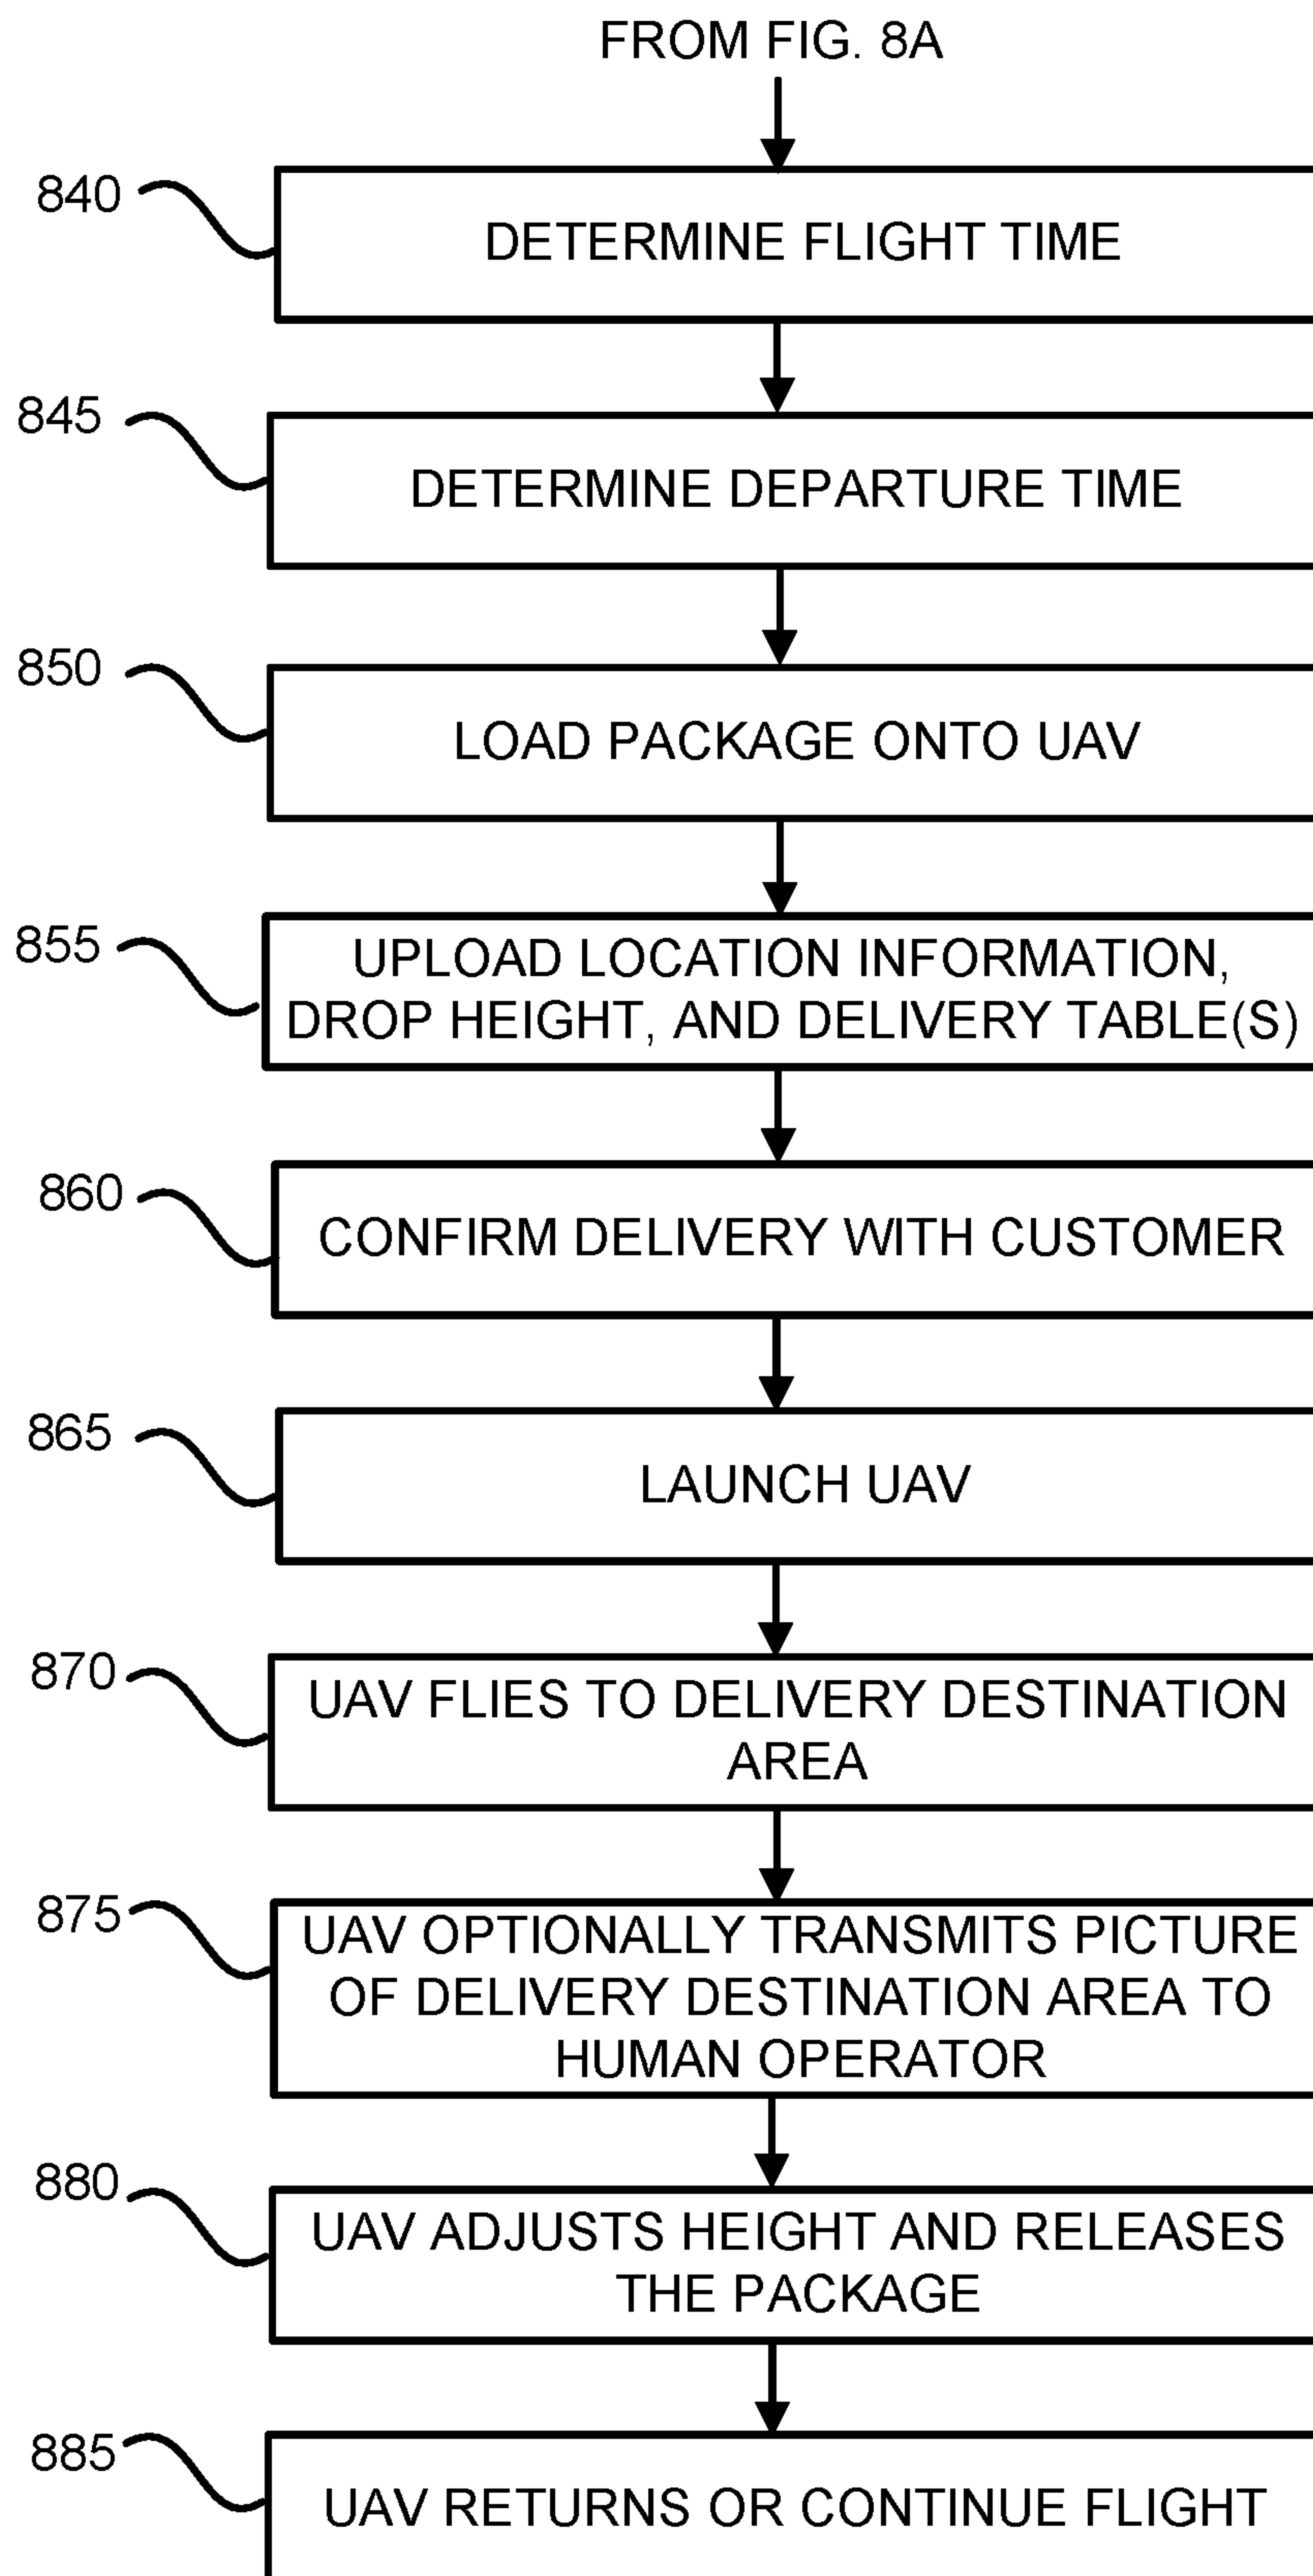 FROM FIG. 8A
840
DETERMINE FLIGHT TIME
845
DETERMINE DEPARTURE TIME
850
LOAD PACKAGE ONTO UAV
855
UPLOAD LOCATION INFORMATION,
DROP HEIGHT, AND DELIVERY TABLE(S)
860
CONFIRM DELIVERY WITH CUSTOMER
865
LAUNCH UAV
870
UAV FLIES TO DELIVERY DESTINATION
AREA
875
UAV OPTIONALLY TRANSMITS PICTURE
OF DELIVERY DESTINATION AREA TO
HUMAN OPERATOR
880
UAV ADJUSTS HEIGHT AND RELEASES
THE PACKAGE
885
UAV RETURNS OR CONTINUE FLIGHT